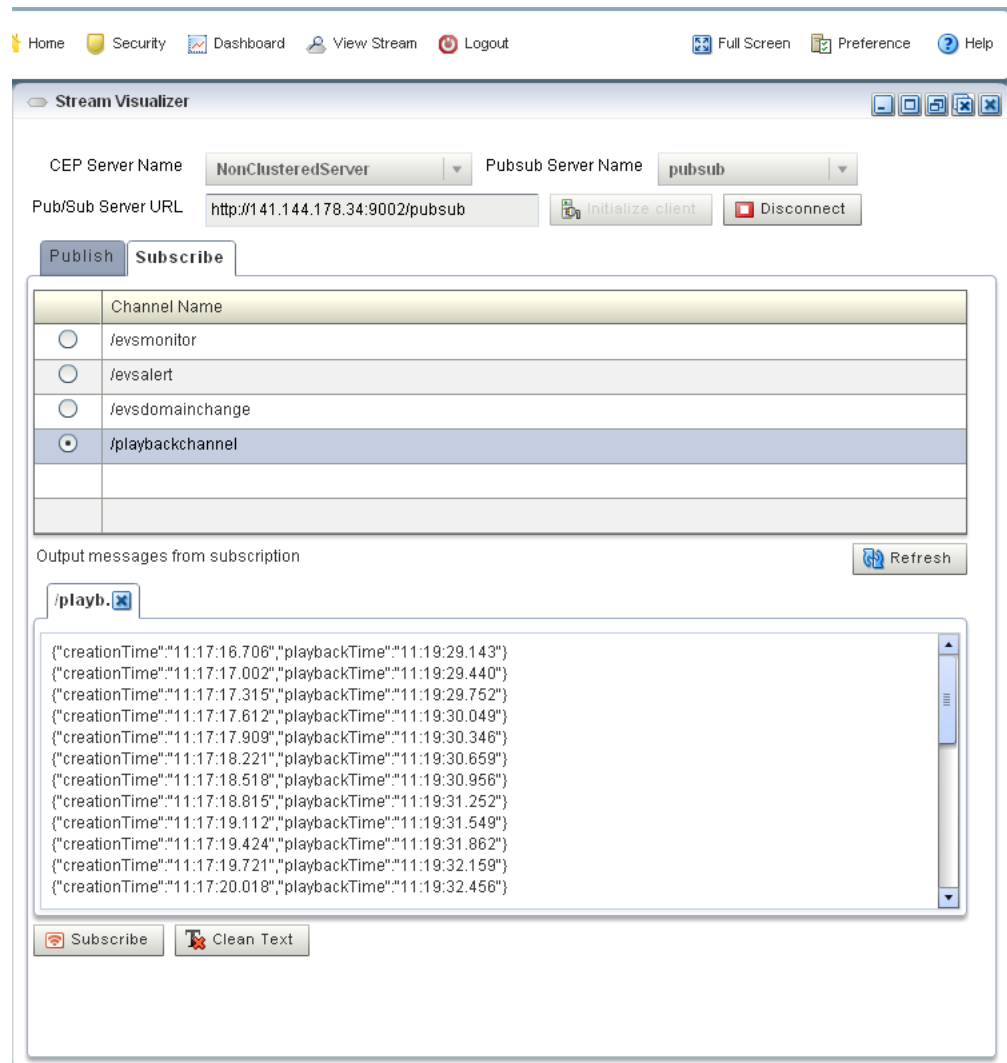 Home Security Dashboard View Stream Logout Full Screen Preference Help
Stream Visualizer
CEP Server Name NonClusteredServer Pubsub Server Name pubsub
Pub/Sub Server URL http://141.144.178.34:9002/pubsub Initialize client Disconnect
Publish Subscribe
Channel Name
/evsmonitor
/evsalert
/evsdomainchange
/playbackchannel
Output messages from subscription Refresh
/playb.
{"creationTime":"11:17:16.706","playbackTime":"11:19:29.143"}
{"creationTime":"11:17:17.002","playbackTime":"11:19:29.440"}
{"creationTime":"11:17:17.315","playbackTime":"11:19:29.752"}
{"creationTime":"11:17:17.612","playbackTime":"11:19:30.049"}
{"creationTime":"11:17:17.909","playbackTime":"11:19:30.346"}
{"creationTime":"11:17:18.221","playbackTime":"11:19:30.659"}
{"creationTime":"11:17:18.518","playbackTime":"11:19:30.956"}
{"creationTime":"11:17:18.815","playbackTime":"11:19:31.252"}
{"creationTime":"11:17:19.112","playbackTime":"11:19:31.549"}
{"creationTime":"11:17:19.424","playbackTime":"11:19:31.862"}
{"creationTime":"11:17:19.721","playbackTime":"11:19:32.159"}
{"creationTime":"11:17:20.018","playbackTime":"11:19:32.456"}
Subscribe Clean Text